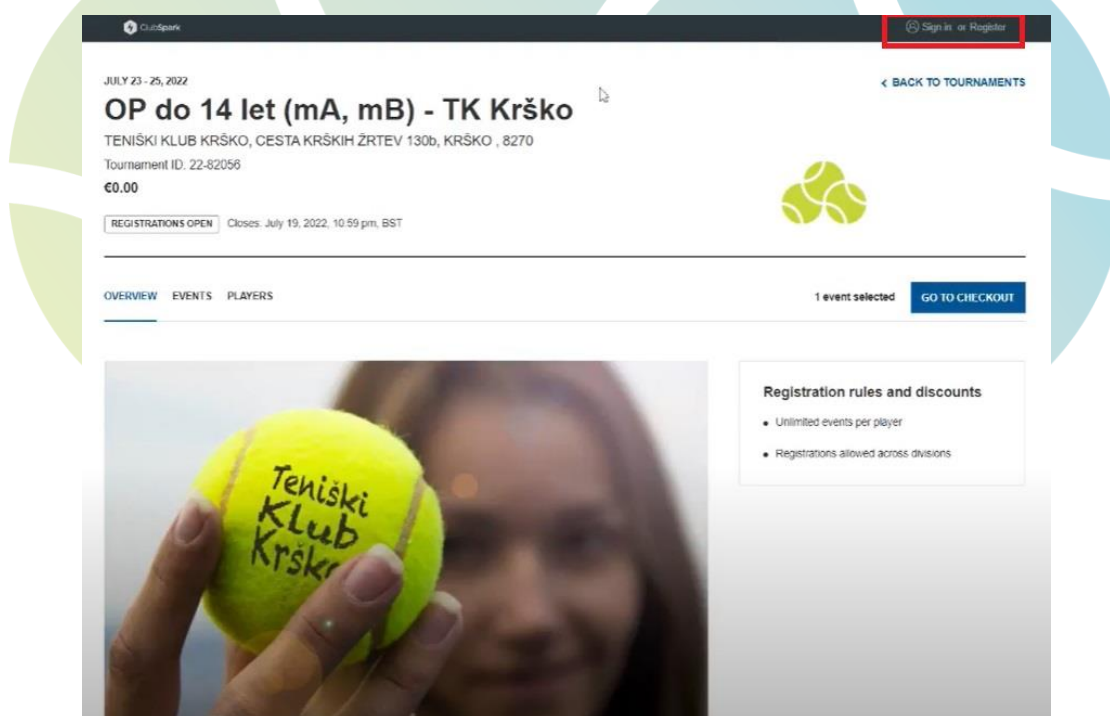 ClubSpark
Sign in or Register
JULY 23 - 25, 2022
< BACK TO TOURNAMENTS
OP do 14 let (mA, mB) - TK Krško
TENIŠKI KLUB KRŠKO, CESTA KRŠKIH ŽRTEV 130b, KRŠKO , 8270
Tournament ID: 22-82056
€0.00
REGISTRATIONS OPEN Closes: July 19, 2022, 10:59 pm, BST
OVERVIEW EVENTS PLAYERS
1 event selected GO TO CHECKOUT
Registration rules and discounts
• Unlimited events per player
• Registrations allowed across divisions
Teniški
KLub
Krško